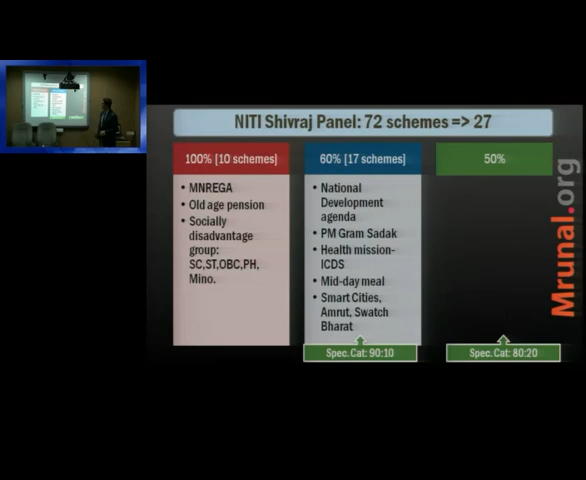 NITI Shivraj Panel: 72 schemes => 27
100% [10 schemes]
• MNREGA
• Old age pension
• Socially
disadvantage
group:
SC,ST,OBC,PH,
Mino.
60% [17 schemes]
• National
Development
agenda
• PM Gram Sadak
• Health mission-
ICDS
• Mid-day meal
• Smart Cities,
Amrut, Swatch
Bharat
Spec. Cat: 90:10
50%
Spec. Cat: 80:20
Mrunal.org